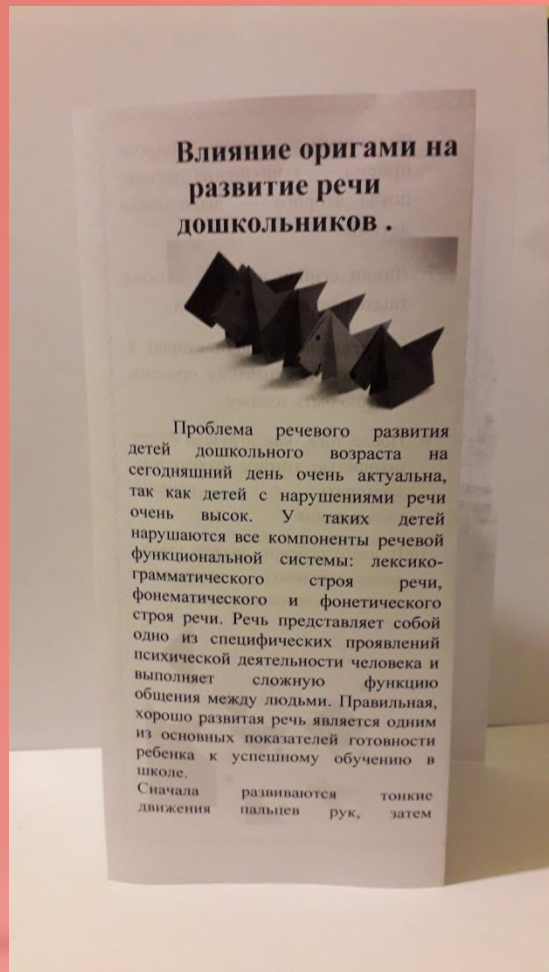 Влияние оригами на
развитие речи
дошкольников .
Проблема речевого развития
детей дошкольного возраста на
сегодняшний день очень актуальна,
так как детей с нарушениями речи
очень высок. У таких детей
нарушаются все компоненты речевой
функциональной системы: лексико-
грамматического строя речи,
фонематического и фонетического
строя речи. Речь представляет собой
одно из специфических проявлений
психической деятельности человека и
выполняет сложную функцию
общения между людьми. Правильная,
хорошо развитая речь является одним
из основных показателей готовности
ребенка к успешному обучению в
школе.
Сначала развиваются тонкие
движения пальцев рук, затем